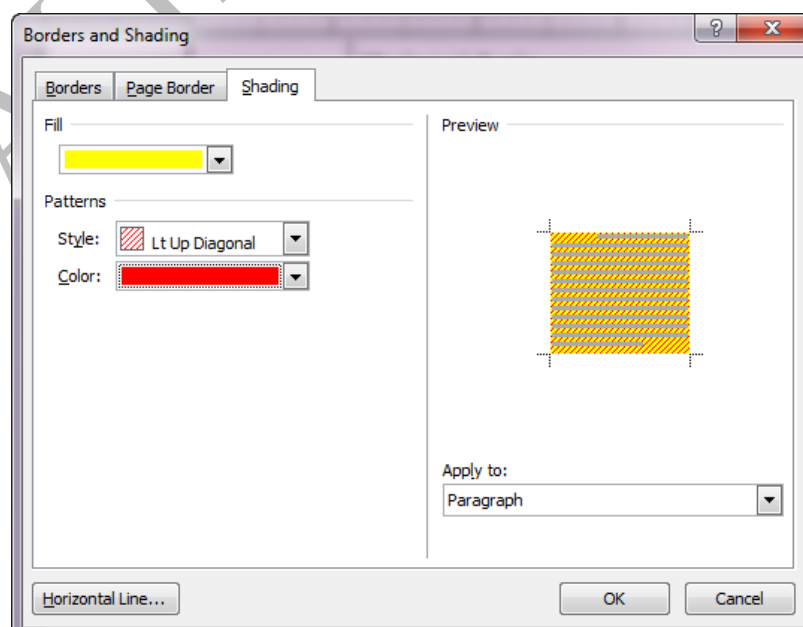 Borders and Shading
Borders Page Border Shading
Fill
Patterns
Style: Lt Up Diagonal
Color:
Preview
Apply to:
Paragraph
Horizontal Line... OK Cancel